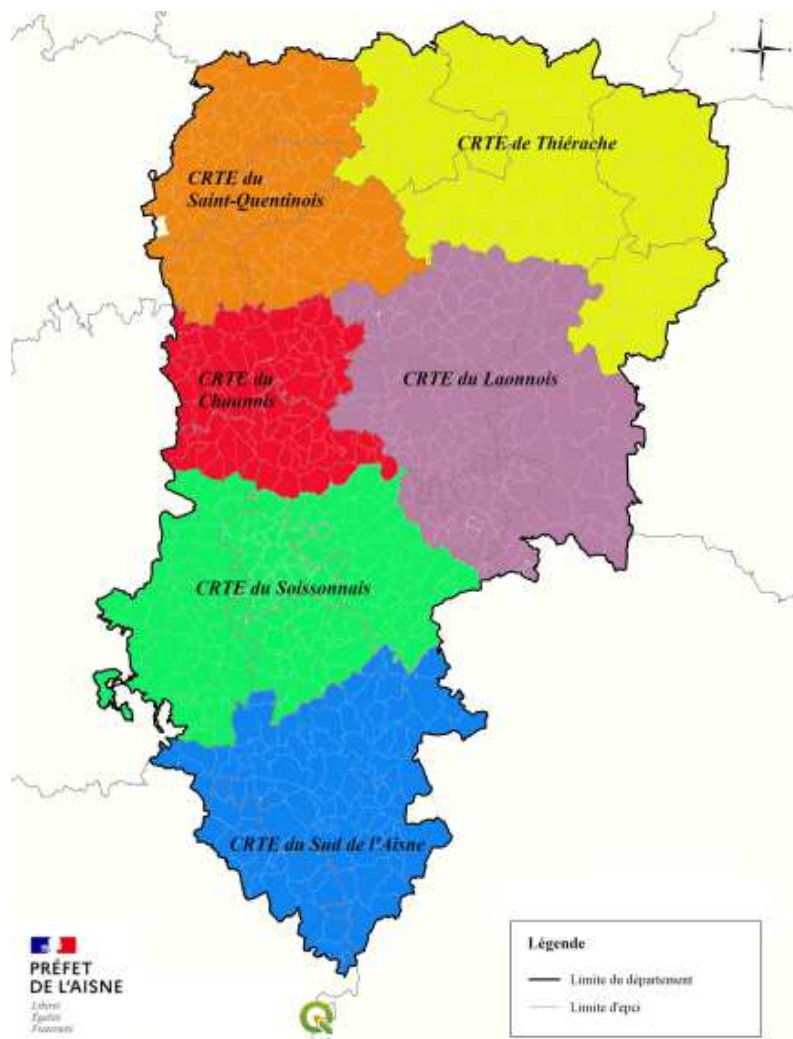 CRTE de Thiérache
CRTE du
Saint-Quentinois
CRTE du
Chaunois
CRTE du Laonnois
CRTE du Soissonnais
CRTE du Sud de l'Aisne
Légende
Limite du département
Limite d'epci
PRÉFET
DE L'AISNE
Liberté
Égalité
Fraternité